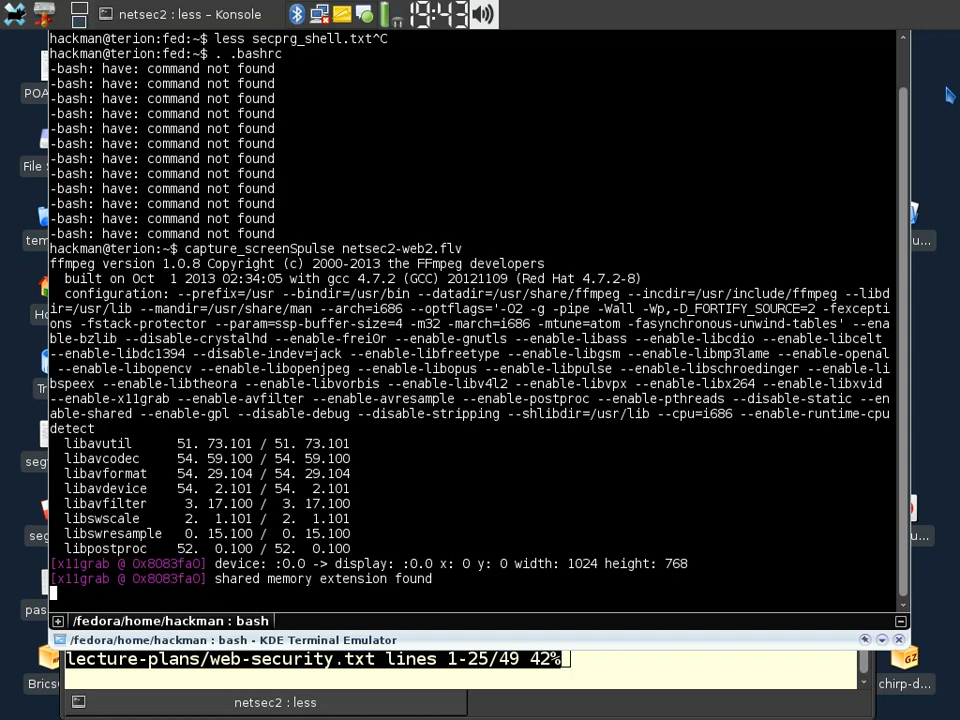 netsec2 : less – Konsole
19:43
hackman@terion:fed:~$ less secprg_shell.txt^C
hackman@terion:fed:~$ . .bashrc
-bash: have: command not found
-bash: have: command not found
-bash: have: command not found
-bash: have: command not found
-bash: have: command not found
-bash: have: command not found
-bash: have: command not found
-bash: have: command not found
-bash: have: command not found
-bash: have: command not found
-bash: have: command not found
-bash: have: command not found
hackman@terion:~$ capture_screenSpulse netsec2-web2.flv
ffmpeg version 1.0.8 Copyright (c) 2000-2013 the FFmpeg developers
built on Oct  1 2013 02:34:05 with gcc 4.7.2 (GCC) 20121109 (Red Hat 4.7.2-8)
configuration: --prefix=/usr --bindir=/usr/bin --datadir=/usr/share/ffmpeg --incdir=/usr/include/ffmpeg --libd
ir=/usr/lib --mandir=/usr/share/man --arch=i686 --optflags='-O2 -g -pipe -Wall -Wp,-D_FORTIFY_SOURCE=2 -fexcepti
ons -fstack-protector --param=ssp-buffer-size=4 -m32 -march=i686 -mtune=atom -fasynchronous-unwind-tables' --ena
ble-bzlib --disable-crystalhd --enable-frei0r --enable-gnutls --enable-libass --enable-libcdio --enable-libcelt
--enable-libdc1394 --disable-indev=jack --enable-libfreetype --enable-libgsm --enable-libmp3lame --enable-openal
--enable-libopencv --enable-libopenjpeg --enable-libopus --enable-libpulse --enable-libschroedinger --enable-li
bspeex --enable-libtheora --enable-libvorbis --enable-libv4l2 --enable-libvpx --enable-libx264 --enable-libxvid
--enable-x11grab --enable-avfilter --enable-avresample --enable-postproc --enable-pthreads --disable-static --en
able-shared --enable-gpl --disable-debug --disable-stripping --shlibdir=/usr/lib --cpu=i686 --enable-runtime-cpu
detect
libavutil      51. 73.101 / 51. 73.101
libavcodec     54. 59.100 / 54. 59.100
libavformat    54. 29.104 / 54. 29.104
libavdevice    54.  2.101 / 54.  2.101
libavfilter     3. 17.100 /  3. 17.100
libswscale      2.  1.101 /  2.  1.101
libswresample   0. 15.100 /  0. 15.100
libpostproc    52.  0.100 / 52.  0.100
[x11grab @ 0x8083fa0] device: :0.0 -> display: :0.0 x: 0 y: 0 width: 1024 height: 768
[x11grab @ 0x8083fa0] shared memory extension found
/fedora/home/hackman : bash
/fedora/home/hackman : bash - KDE Terminal Emulator
lecture-plans/web-security.txt lines 1-25/49 42%
netsec2 : less
POA
File S
tem
Ho
Tr
seg
seg
pas
Brics
u...
u...
chirp-d...